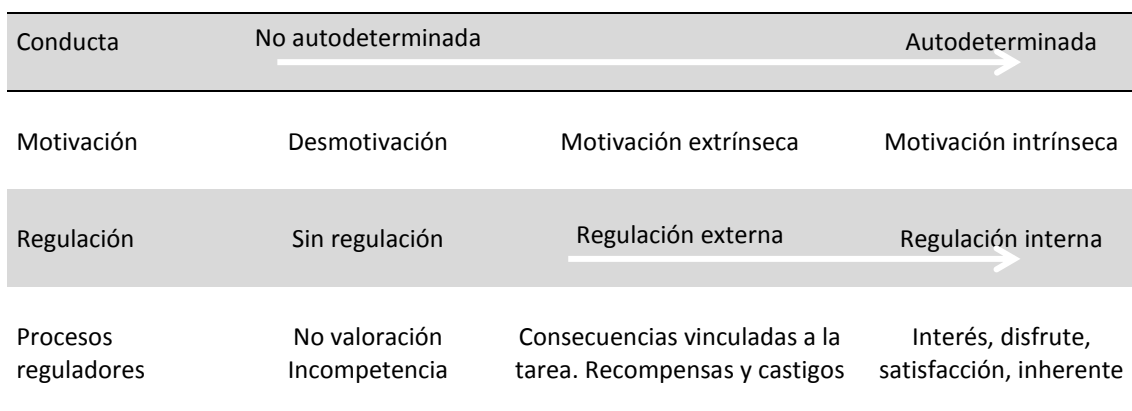 Conducta No autodeterminada Autodeterminada
Motivación Desmotivación Motivación extrínseca Motivación intrínseca
Regulación Sin regulación Regulación externa Regulación interna
Procesos No valoración Consecuencias vinculadas a la Interés, disfrute,
reguladores Incompetencia tarea. Recompensas y castigos satisfacción, inherente